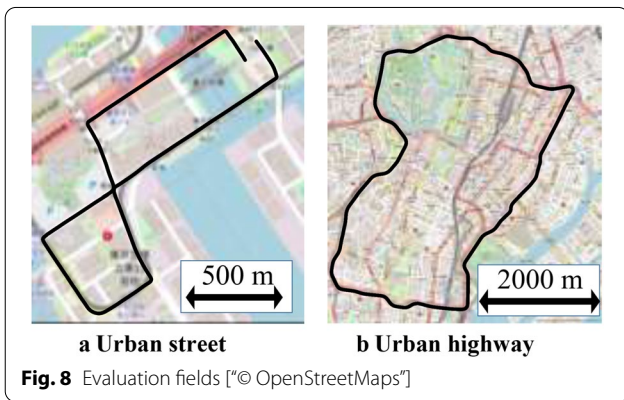 500 m
2000 m
a Urban street
b Urban highway
Fig. 8 Evaluation fields ["© OpenStreetMaps"]